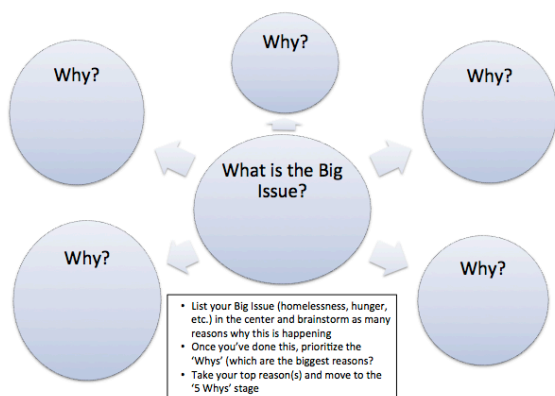 Why?
Why?
Why?
What is the Big
Issue?
Why?
Why?
• List your Big Issue (homelessness, hunger,
etc.) in the center and brainstorm as many
reasons why this is happening
• Once you've done this, prioritize the
'Whys' (which are the biggest reasons?
• Take your top reason(s) and move to the
'5 Whys' stage